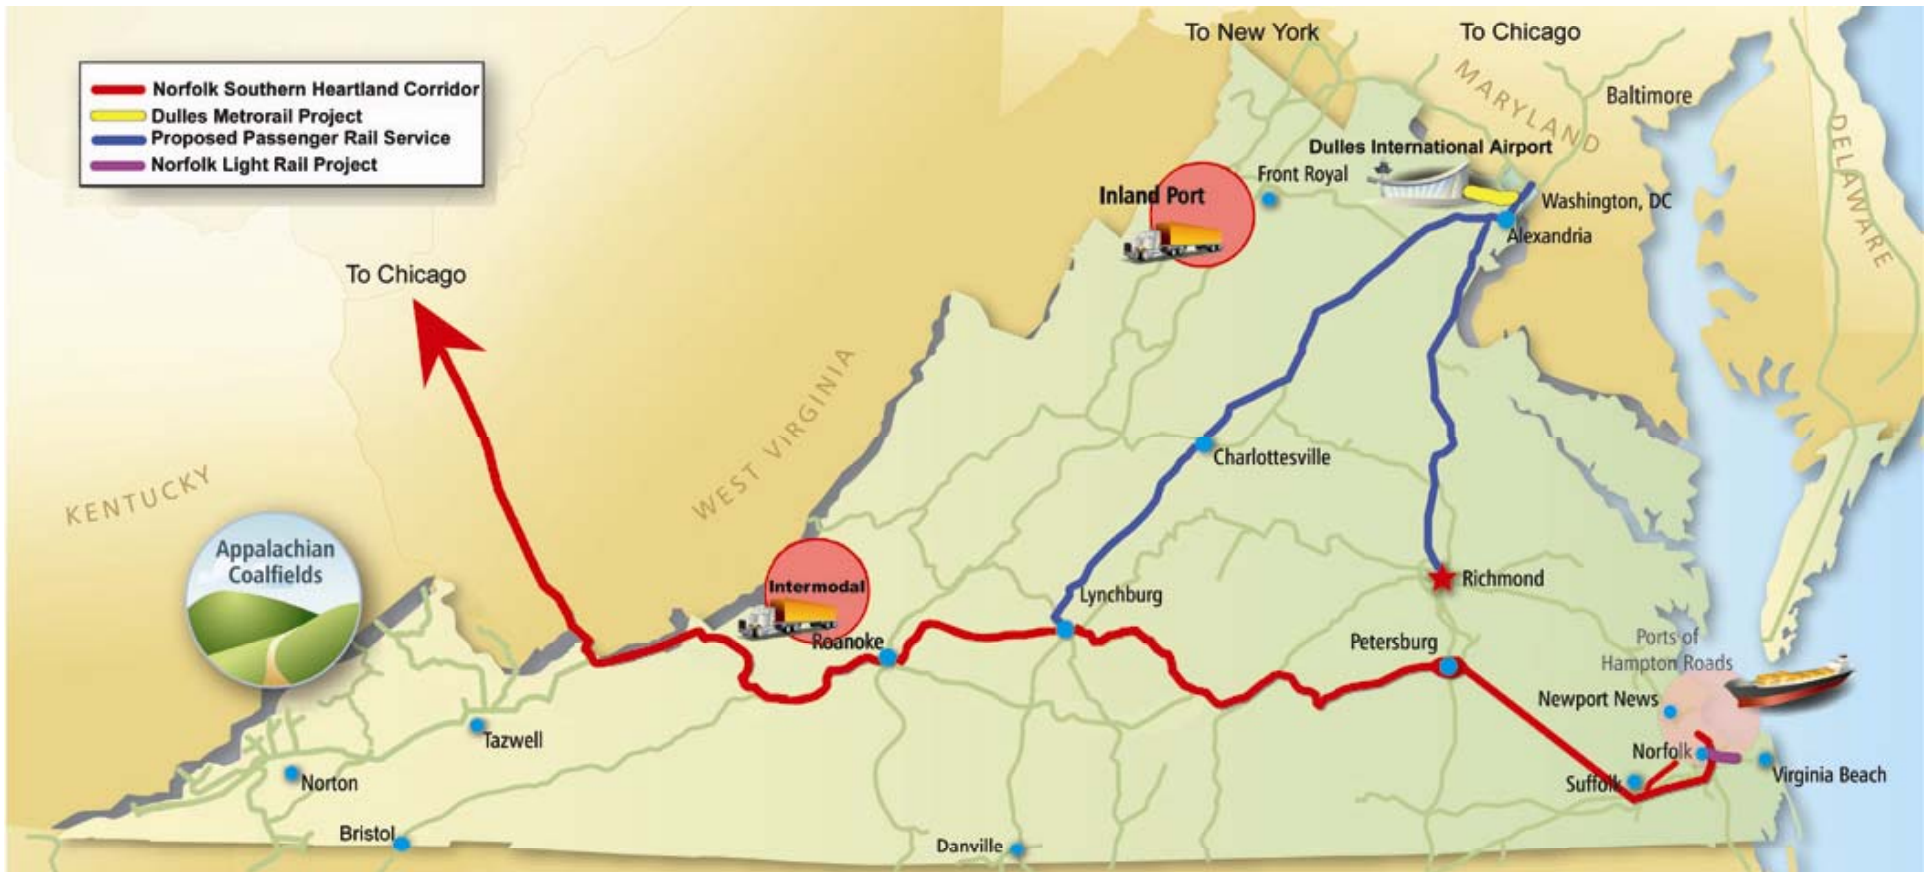 To New York
To Chicago
Norfolk Southern Heartland Corridor
Dulles Metrorail Project
Proposed Passenger Rail Service
Norfolk Light Rail Project
MARYLAND
Baltimore
DELAWARE
Dulles International Airport
Front Royal
Inland Port
Washington, DC
Alexandria
To Chicago
WEST VIRGINIA
KENTUCKY
Charlottesville
Appalachian
Coalfields
Intermodal
Lynchburg
Richmond
Roanoke
Petersburg
Ports of
Hampton Roads
Newport News
Tazwell
Norfolk
Norton
Suffolk
Virginia Beach
Bristol
Danville